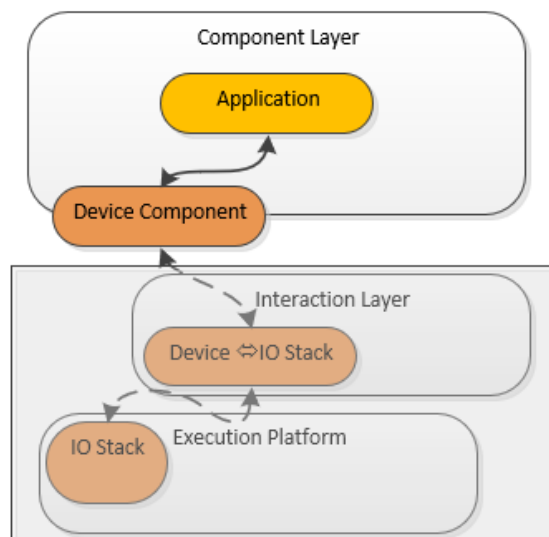 Component Layer
Application
Device Component
Interaction Layer
Device ⇔IO Stack
Execution Platform
IO Stack